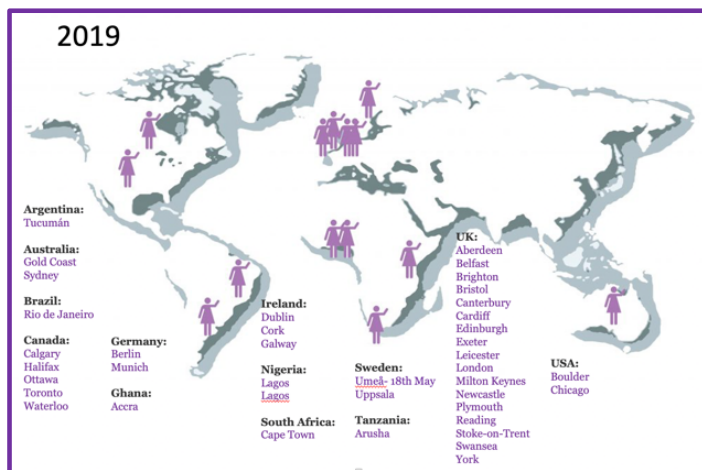 2019
Argentina:
Tucumán
Australia:
Gold Coast
Sydney
Brazil:
Rio de Janeiro
Canada:
Calgary
Halifax
Ottawa
Toronto
Waterloo
Germany:
Berlin
Munich
Ghana:
Accra
Ireland:
Dublin
Cork
Galway
Nigeria:
Lagos
Lagos
South Africa:
Cape Town
Sweden:
Umeå- 18th May
Uppsala
Tanzania:
Arusha
UK:
Aberdeen
Belfast
Brighton
Bristol
Canterbury
Cardiff
Edinburgh
Exeter
Leicester
London
Milton Keynes
Newcastle
Plymouth
Reading
Stoke-on-Trent
Swansea
York
USA:
Boulder
Chicago